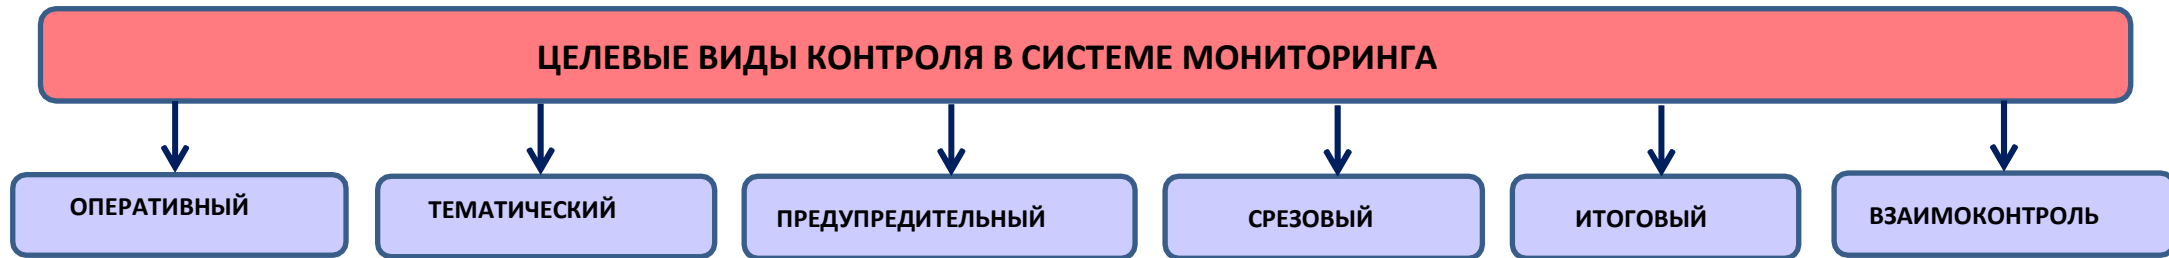 ЦЕЛЕВЫЕ ВИДЫ КОНТРОЛЯ В СИСТЕМЕ МОНИТОРИНГА
ОПЕРАТИВНЫЙ
ТЕМАТИЧЕСКИЙ
ПРЕДУПРЕДИТЕЛЬНЫЙ
СРЕЗОВЫЙ
ИТОГОВЫЙ
ВЗАИМОКОНТРОЛЬ